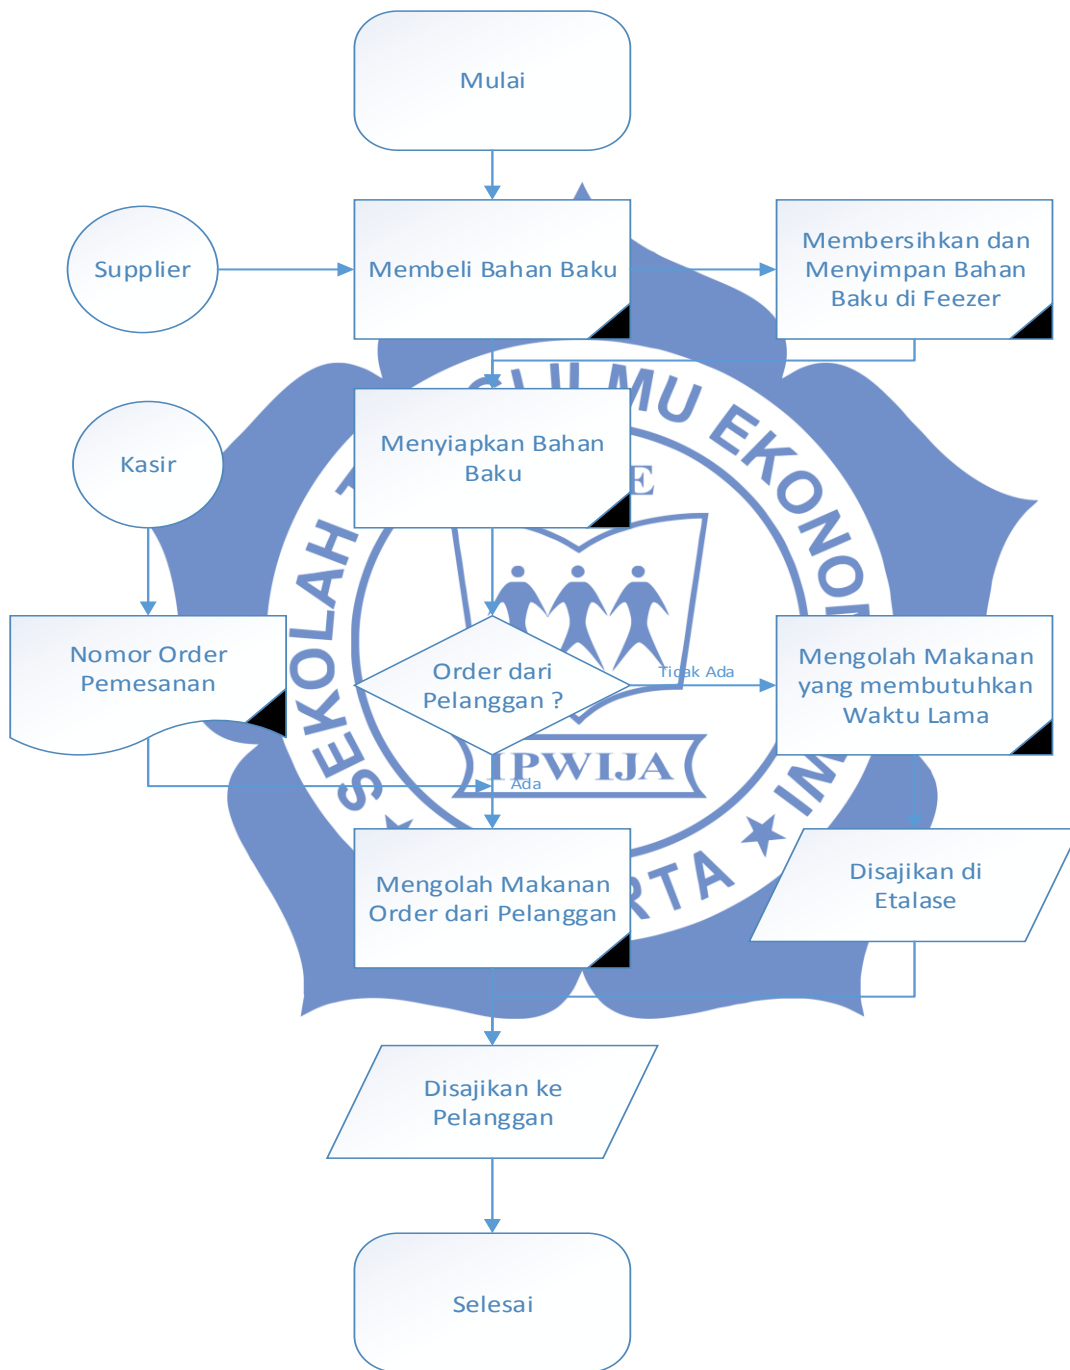 Mulai
Supplier
Membeli Bahan Baku
Membersihkan dan
Menyimpan Bahan
Baku di Feezer
Kasir
Menyiapkan Bahan
Baku
Nomor Order
Pemesanan
Order dari
Pelanggan ?
Tidak Ada
Mengolah Makanan
yang membutuhkan
Waktu Lama
Ada
Mengolah Makanan
Order dari Pelanggan
Disajikan di
Etalase
Disajikan ke
Pelanggan
Selesai
SEKOLAH
ILMU
IPWIJA